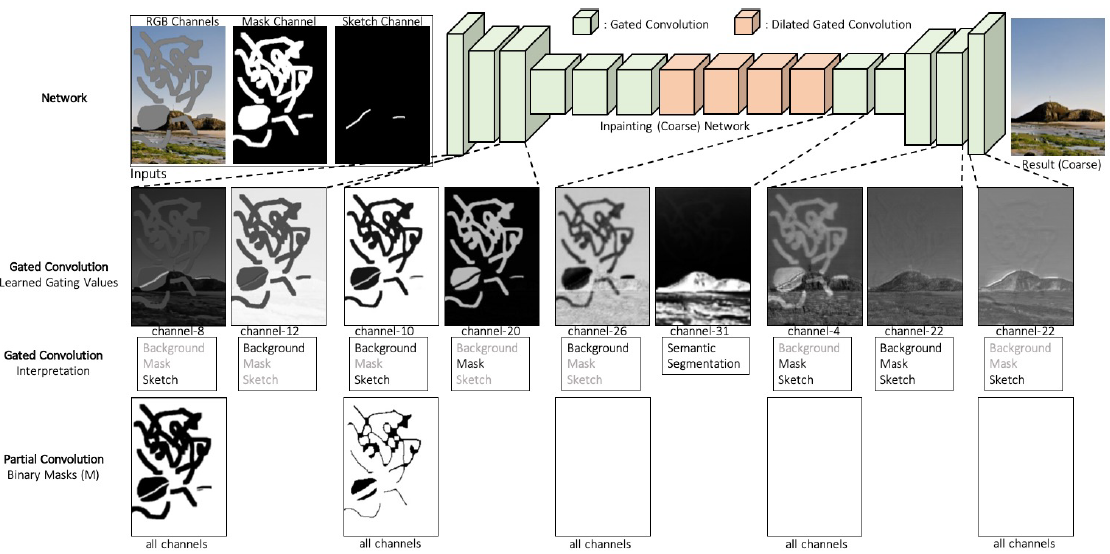 RGB Channels Mask Channel Sketch Channel
: Gated Convolution : Dilated Gated Convolution
Network
Inpainting (Coarse) Network
Inputs
Result (Coarse)
Gated Convolution
Learned Gating Values
channel-8 channel-12 channel-10 channel-20 channel-26 channel-31 channel-4 channel-22 channel-22
Gated Convolution
Interpretation
Background
Mask
Sketch
Background
Mask
Sketch
Background
Mask
Sketch
Background
Mask
Sketch
Background
Mask
Sketch
Semantic
Segmentation
Background
Mask
Sketch
Background
Mask
Sketch
Background
Mask
Sketch
Partial Convolution
Binary Masks (M)
all channels all channels all channels all channels all channels